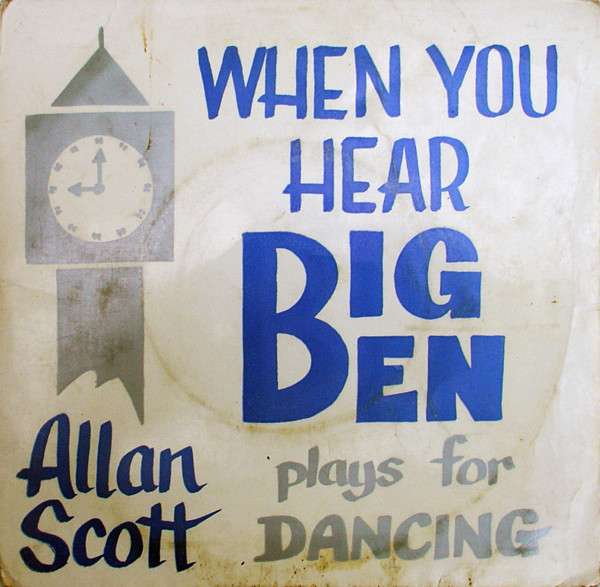 WHEN YOU
HEAR
BIG
BEN
Allan
Scott
plays for
DANCING